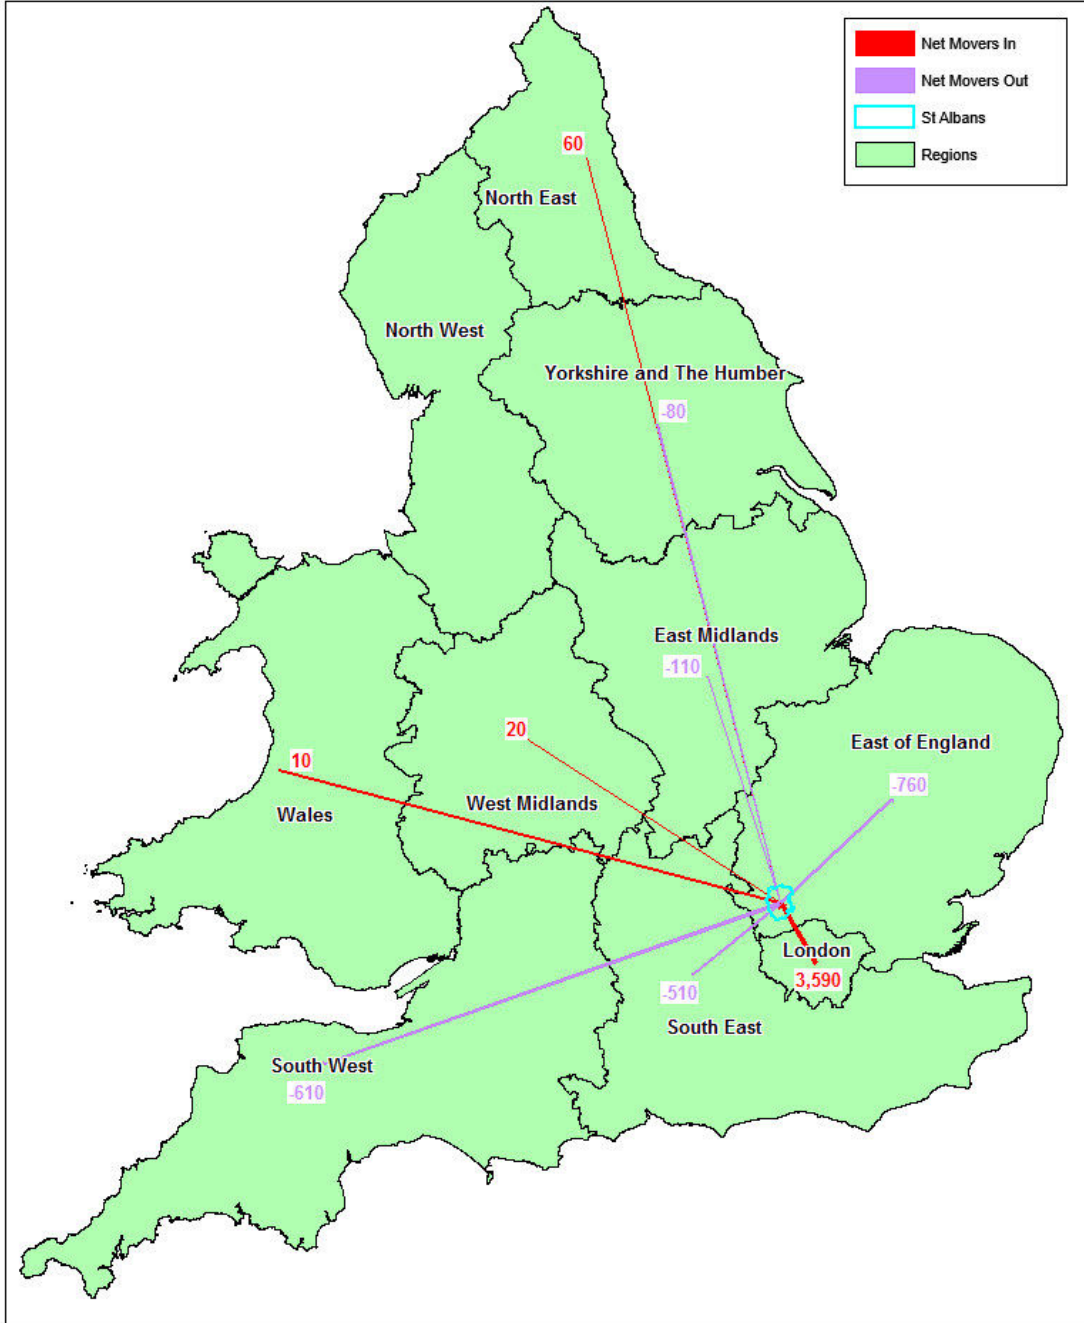 Net Movers In
Net Movers Out
St Albans
Regions
60
North East
North West
Yorkshire and The Humber
-80
East Midlands
-110
20
East of England
10
-760
West Midlands
Wales
London
3,590
-510
South East
South West
-610